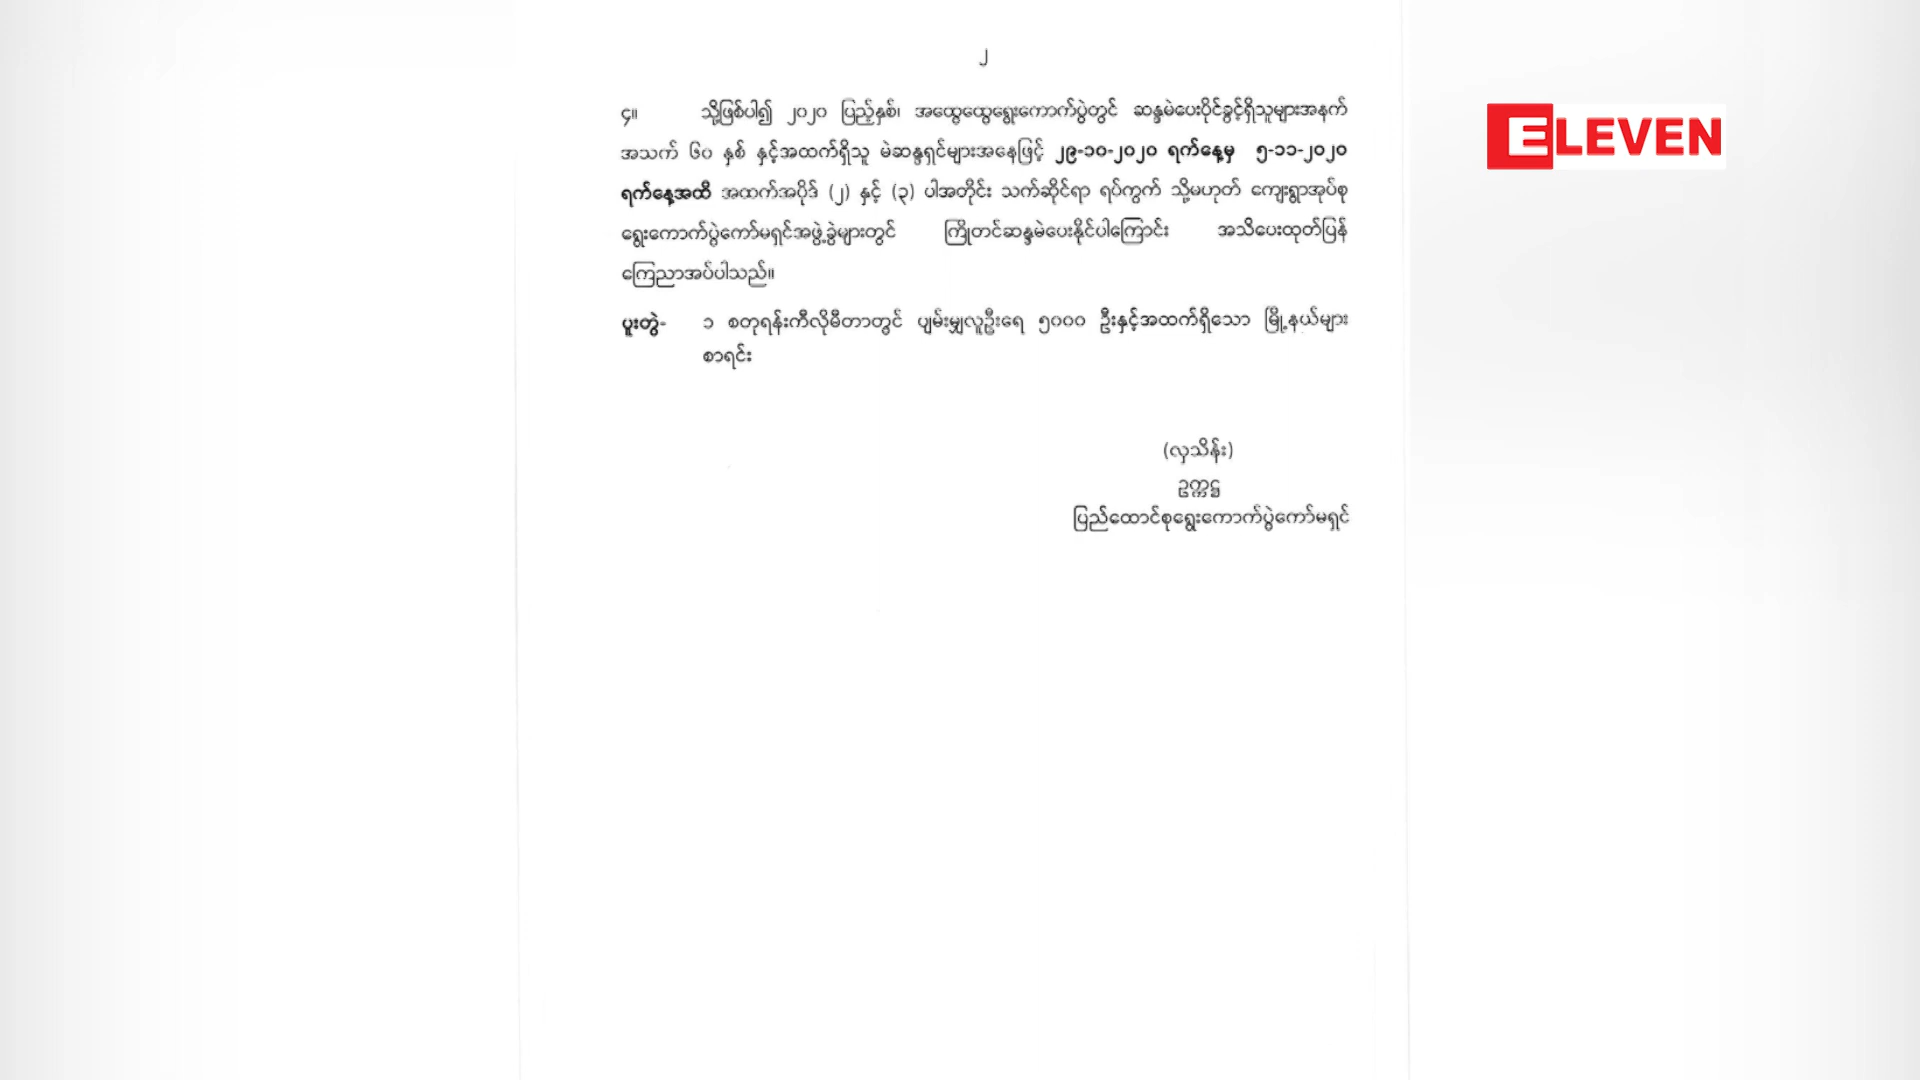 ၂
၄။ သို့ဖြစ်ပါ၍ ၂၀၂၀ ပြည့်နှစ်၊ အထွေထွေရွေးကောက်ပွဲတွင် ဆန္ဒမဲပေးပိုင်ခွင့်ရှိသူများအနက်
အသက် ၆၀ နှစ် နှင့်အထက်ရှိသူ မဲဆန္ဒရှင်များအနေဖြင့် ၂၉-၁၀-၂၀၂၀ ရက်နေ့မှ ၅-၁၁-၂၀၂၀
ရက်နေ့အထိ အထက်အပိုဒ် (၂) နှင့် (၃) ပါအတိုင်း သက်ဆိုင်ရာ ရပ်ကွက် သို့မဟုတ် ကျေးရွာအုပ်စု
ရွေးကောက်ပွဲကော်မရှင်အဖွဲ့ခွဲများတွင် ကြိုတင်ဆန္ဒမဲပေးနိုင်ပါကြောင်း အသိပေးထုတ်ပြန်
ကြေညာအပ်ပါသည်။
ပူးတွဲ- ၁ စတုရန်းကီလိုမီတာတွင် ပျမ်းမျှလူဦးရေ ၅၀၀၀ ဦးနှင့်အထက်ရှိသော မြို့နယ်များ
စာရင်း
(လှသိန်း)
ဥက္ကဋ္ဌ
ပြည်ထောင်စုရွေးကောက်ပွဲကော်မရှင်
ELEVEN